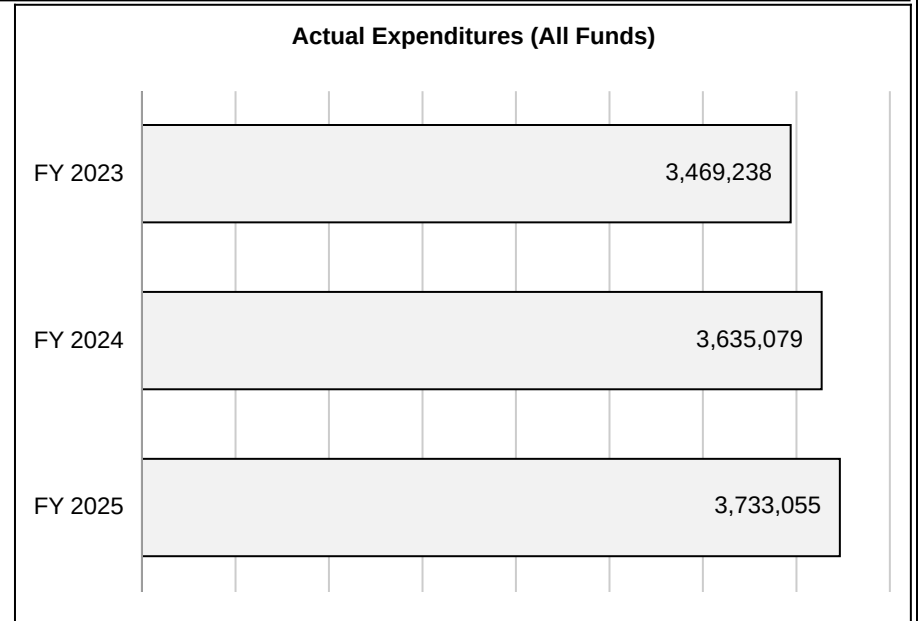 Actual Expenditures (All Funds)
FY 2023 3,469,238
FY 2024 3,635,079
FY 2025 3,733,055